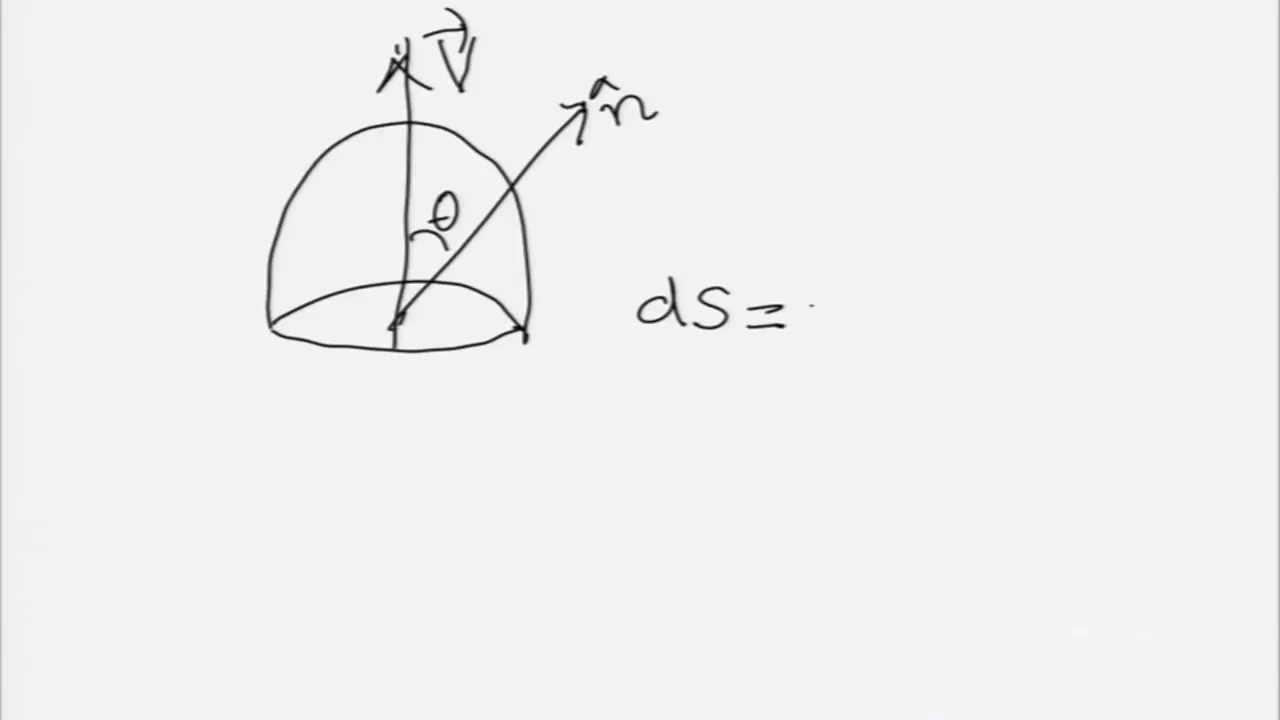 V⃗
n̂
θ
dS =